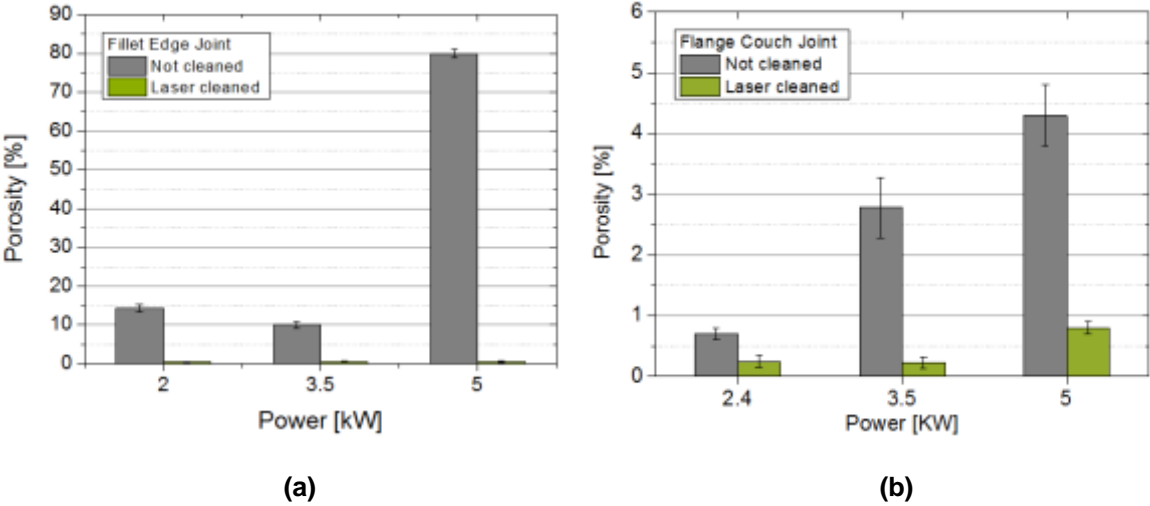 90
80
70
60
50
40
30
20
10
0
Porosity [%]
Fillet Edge Joint
Not cleaned
Laser cleaned
2 3.5 5
Power [kW]
(a)
6
5
4
3
2
1
0
Porosity [%]
Flange Couch Joint
Not cleaned
Laser cleaned
2.4 3.5 5
Power [KW]
(b)